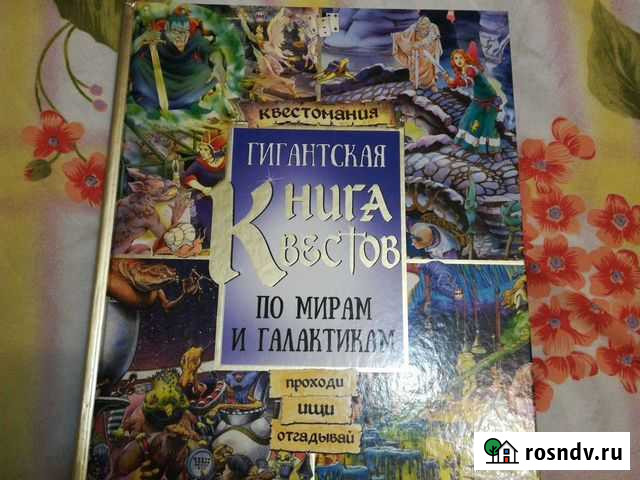 Квестомания
ГИГАНТСКАЯ
КНИГА
КВЕСТОВ
ПО МИРАМ
И ГАЛАКТИКАМ
проходи
ищи
отгадывай
rosndv.ru